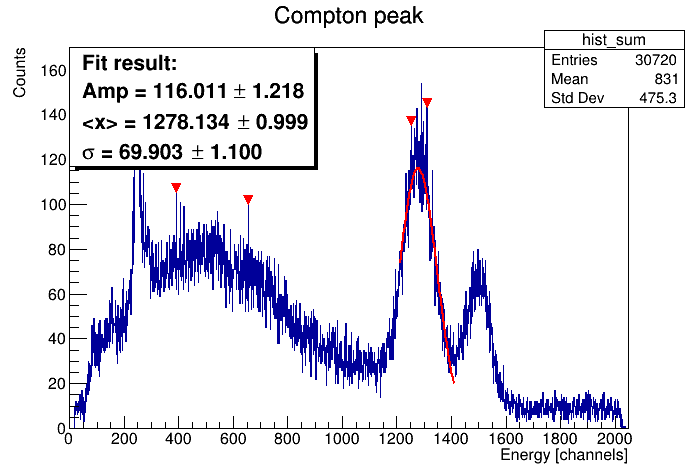 Compton peak
hist_sum
Entries 30720
Mean 831
Std Dev 475.3
Fit result:
Amp = 116.011 ± 1.218
<x> = 1278.134 ± 0.999
σ = 69.903 ± 1.100
Counts
160
140
120
100
80
60
40
20
0
0 200 400 600 800 1000 1200 1400 1600 1800 2000
Energy [channels]